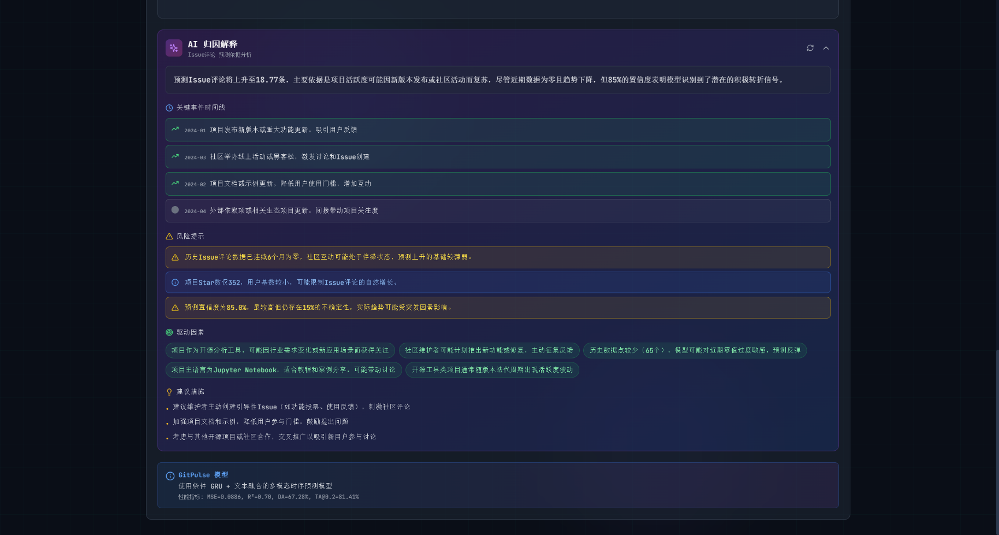 AI 归因解释
Issue评论 预测依据分析
预测Issue评论将上升至18.77条，主要依据是项目活跃度可能因新版本发布或社区活动而复苏，尽管近期数据为零且趋势下降，但85%的置信度表明模型识别到了潜在的积极转折信号。
关键事件时间线
2024-01 项目发布新版本或重大功能更新，吸引用户反馈
2024-03 社区举办线上活动或黑客松，激发讨论和Issue创建
2024-02 项目文档或示例更新，降低用户使用门槛，增加互动
2024-04 外部依赖项或相关生态项目更新，间接带动项目关注度
风险提示
历史Issue评论数据已连续6个月为零，社区互动可能处于停滞状态，预测上升的基础较薄弱。
项目Star数仅352，用户基数较小，可能限制Issue评论的自然增长。
预测置信度为85.0%，虽较高但仍存在15%的不确定性，实际趋势可能受突发因素影响。
驱动因素
项目作为开源分析工具，可能因行业需求变化或新应用场景而获得关注
社区维护者可能计划推出新功能或修复，主动征集反馈
历史数据点较少（65个），模型可能对近期零值过度敏感，预测反弹
项目主语言为Jupyter Notebook，适合教程和案例分享，可能带动讨论
开源工具类项目通常随版本迭代周期出现活跃度波动
建议措施
• 建议维护者主动创建引导性Issue（如功能投票、使用反馈），刺激社区评论
• 加强项目文档和示例，降低用户参与门槛，鼓励提出问题
• 考虑与其他开源项目或社区合作，交叉推广以吸引新用户参与讨论
GitPulse 模型
使用条件 GRU + 文本融合的多模态时序预测模型
性能指标: MSE=0.0886, R²=0.70, DA=67.28%, TA@0.2=81.41%